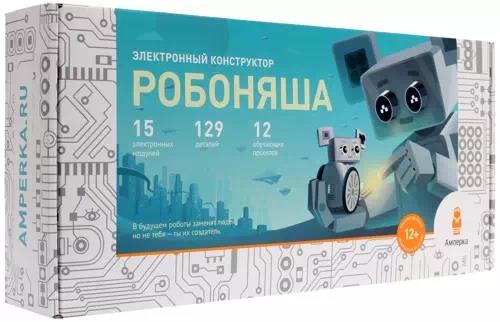 AMPERKA.RU
ЭЛЕКТРОННЫЙ КОНСТРУКТОР
РОБОНЯША
15 129 12
электронных деталей обучающих
модулей проектов
В будущем роботы заменят людей,
но не тебя – ты их создатель.
12+
Амперка